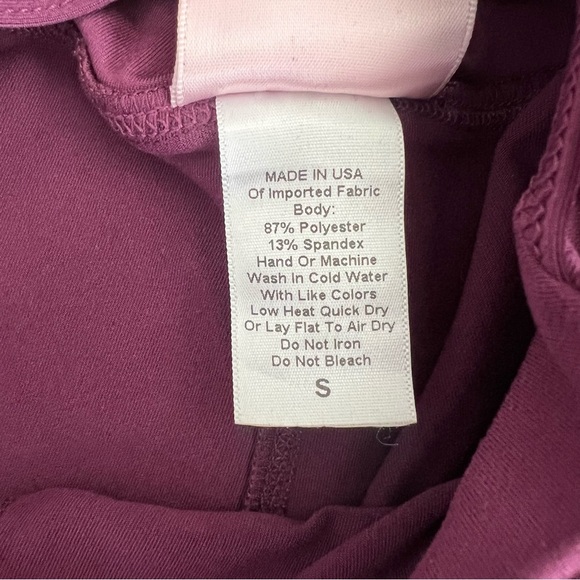 MADE IN USA
Of Imported Fabric
Body:
87% Polyester
13% Spandex
Hand Or Machine
Wash In Cold Water
With Like Colors
Low Heat Quick Dry
Or Lay Flat To Air Dry
Do Not Iron
Do Not Bleach
S